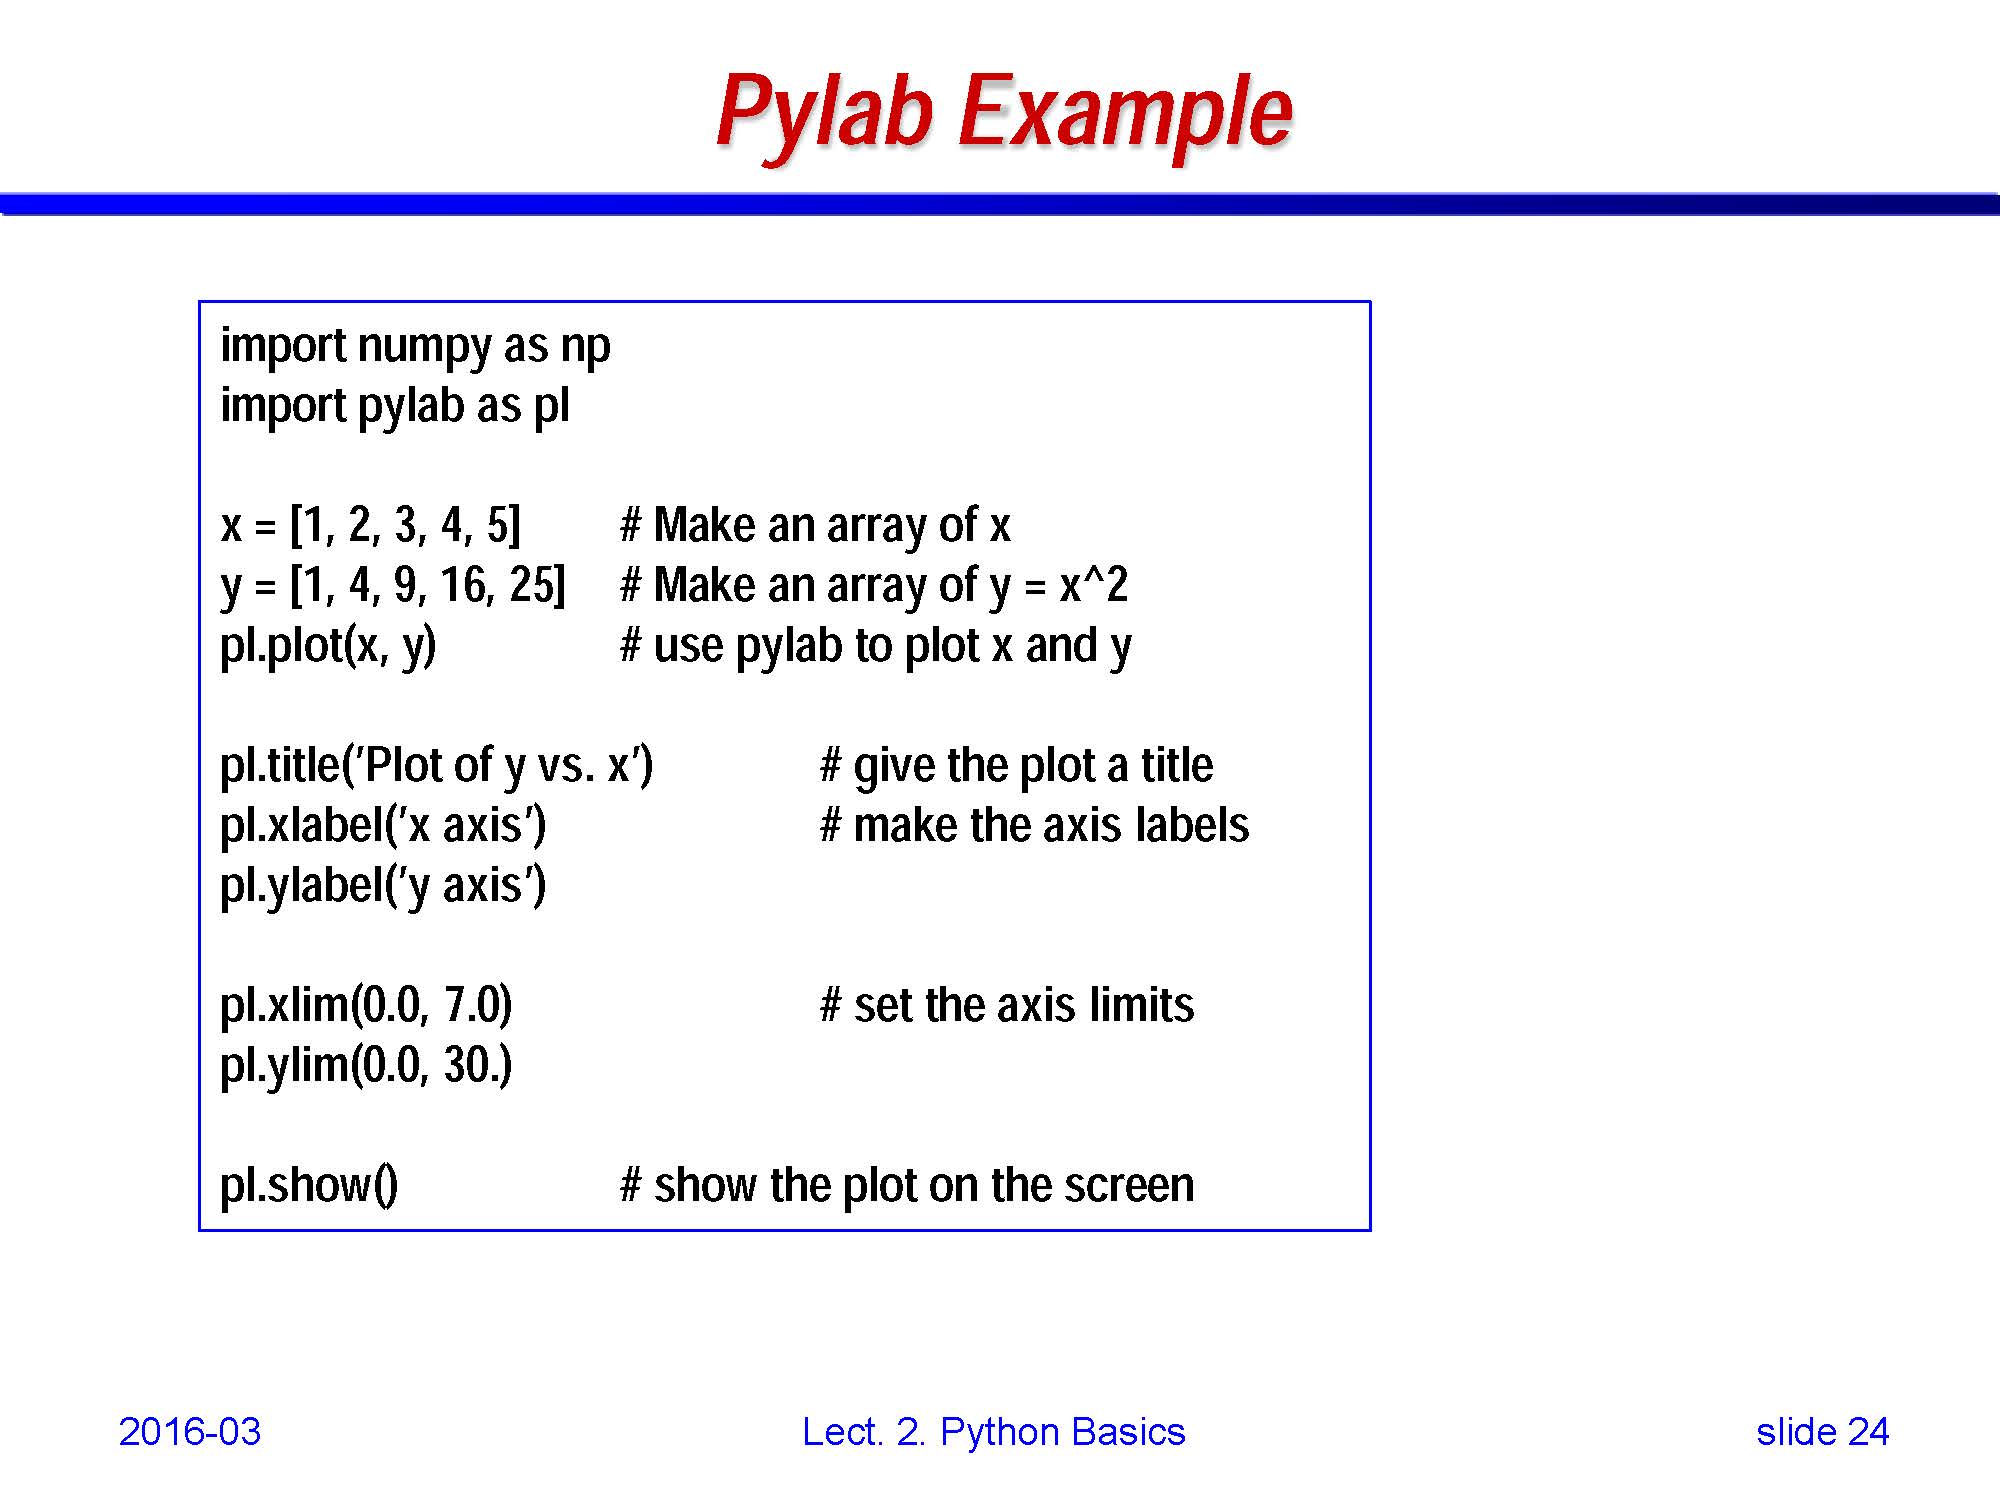 Pylab Example
import numpy as np
import pylab as pl
x = [1, 2, 3, 4, 5] # Make an array of x
y = [1, 4, 9, 16, 25] # Make an array of y = x^2
pl.plot(x, y) # use pylab to plot x and y
pl.title('Plot of y vs. x') # give the plot a title
pl.xlabel('x axis') # make the axis labels
pl.ylabel('y axis')
pl.xlim(0.0, 7.0) # set the axis limits
pl.ylim(0.0, 30.)
pl.show() # show the plot on the screen
2016-03 Lect. 2. Python Basics slide 24